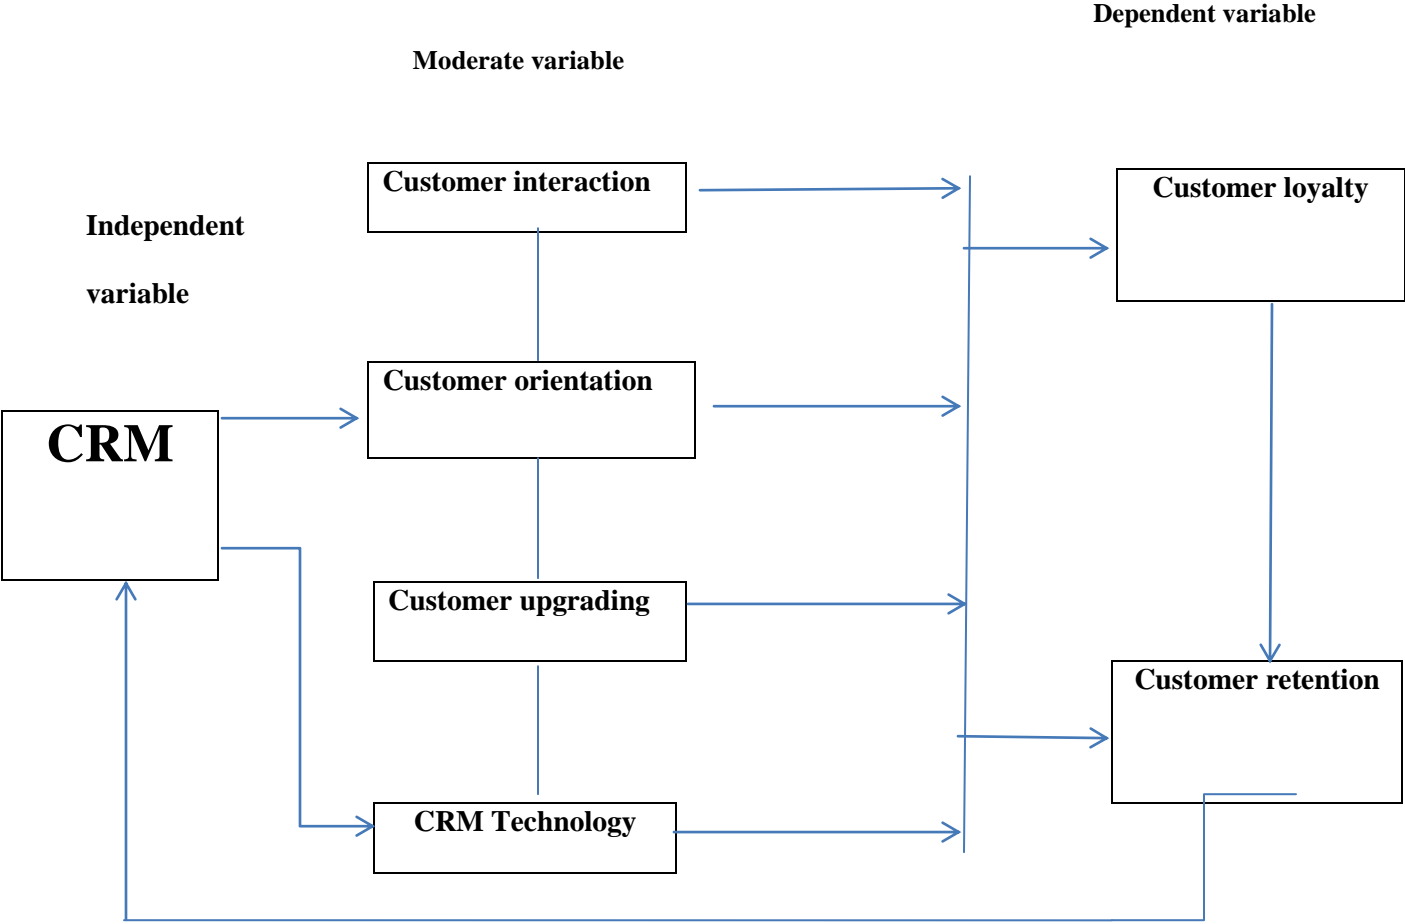 Dependent variable
Moderate variable
Customer interaction
Customer loyalty
Independent
variable
Customer orientation
CRM
Customer upgrading
Customer retention
CRM Technology